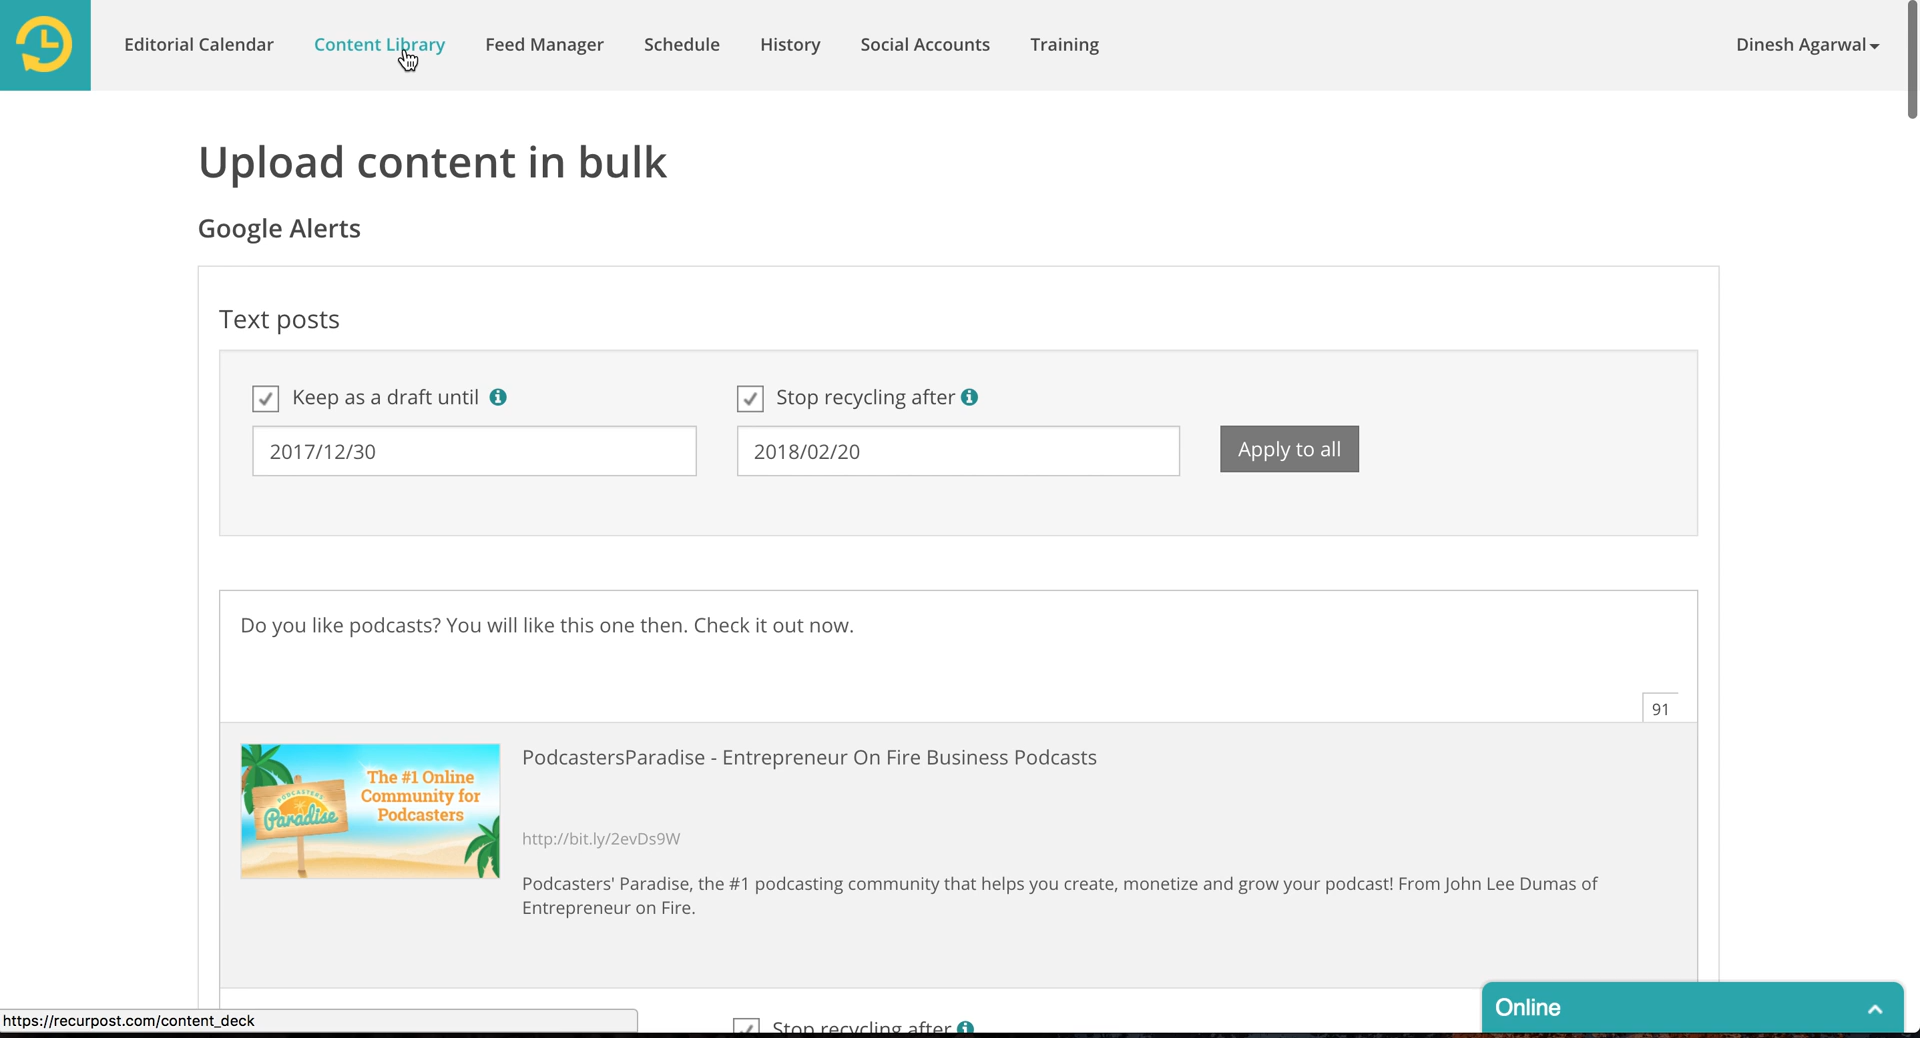 Editorial Calendar
Content Library
Feed Manager
Schedule
History
Social Accounts
Training
Dinesh Agarwal
Upload content in bulk
Google Alerts
Text posts
Keep as a draft until
Stop recycling after
2017/12/30
2018/02/20
Apply to all
Do you like podcasts? You will like this one then. Check it out now.
91
The #1 Online
Community for
Podcasters
PODCASTERS
Paradise
PodcastersParadise - Entrepreneur On Fire Business Podcasts
http://bit.ly/2evDs9W
Podcasters' Paradise, the #1 podcasting community that helps you create, monetize and grow your podcast! From John Lee Dumas of
Entrepreneur on Fire.
Online
https://recurpost.com/content_deck
Stop recycling after